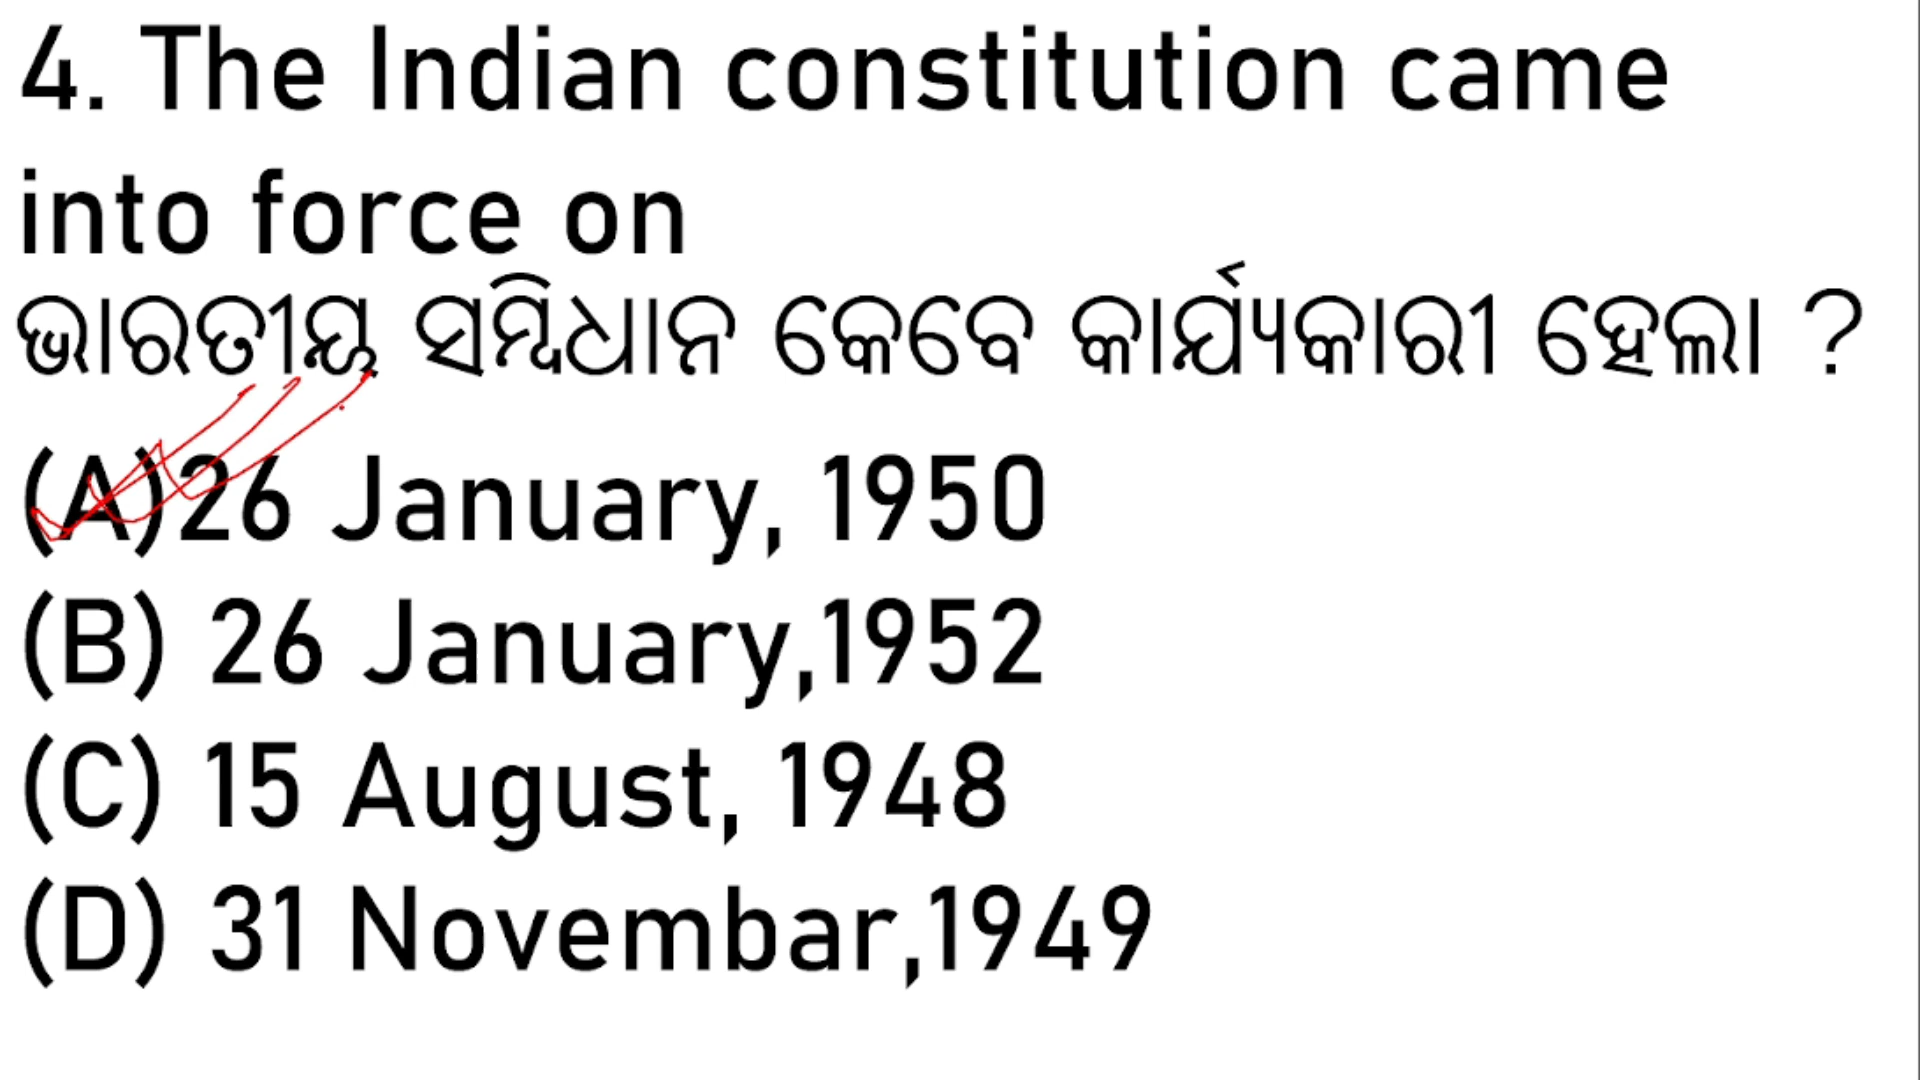 4. The Indian constitution came
into force on
ଭାରତୀୟ ସମ୍ବିଧାନ କେବେ କାର୍ଯ୍ୟକାରୀ ହେଲା ?
(A)26 January, 1950
(B) 26 January,1952
(C) 15 August, 1948
(D) 31 Novembar,1949